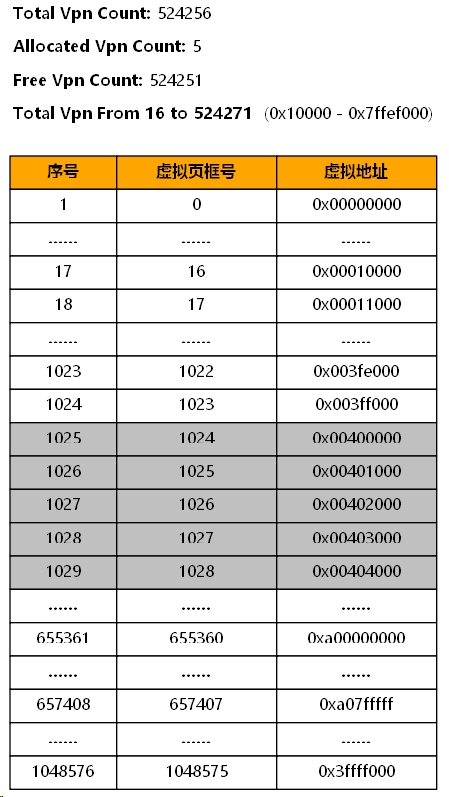 Total Vpn Count: 524256
Allocated Vpn Count: 5
Free Vpn Count: 524251
Total Vpn From 16 to 524271 (0x10000 - 0x7ffef000)
序号 虚拟页框号 虚拟地址
1 0 0x00000000
...... ...... ......
17 16 0x00010000
18 17 0x00011000
...... ...... ......
1023 1022 0x003fe000
1024 1023 0x003ff000
1025 1024 0x00400000
1026 1025 0x00401000
1027 1026 0x00402000
1028 1027 0x00403000
1029 1028 0x00404000
...... ...... ......
655361 655360 0xa00000000
...... ...... ......
657408 657407 0xa07fffff
...... ...... ......
1048576 1048575 0x3ffff000